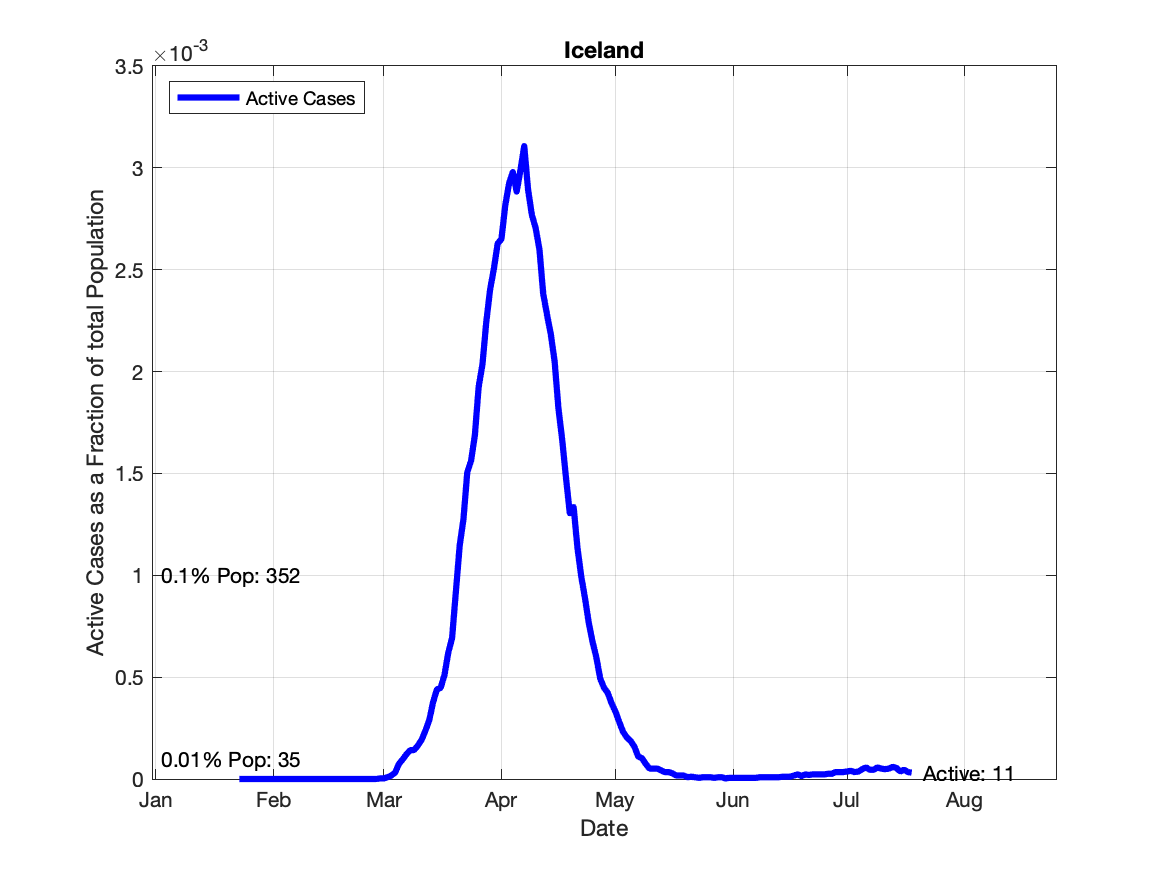 Iceland
×10-3
3.5
Active Cases
3
2.5
2
1.5
1
0.1% Pop: 352
0.5
0.01% Pop: 35
0
Active: 11
Jan Feb Mar Apr May Jun Jul Aug
Date
Active Cases as a Fraction of total Population